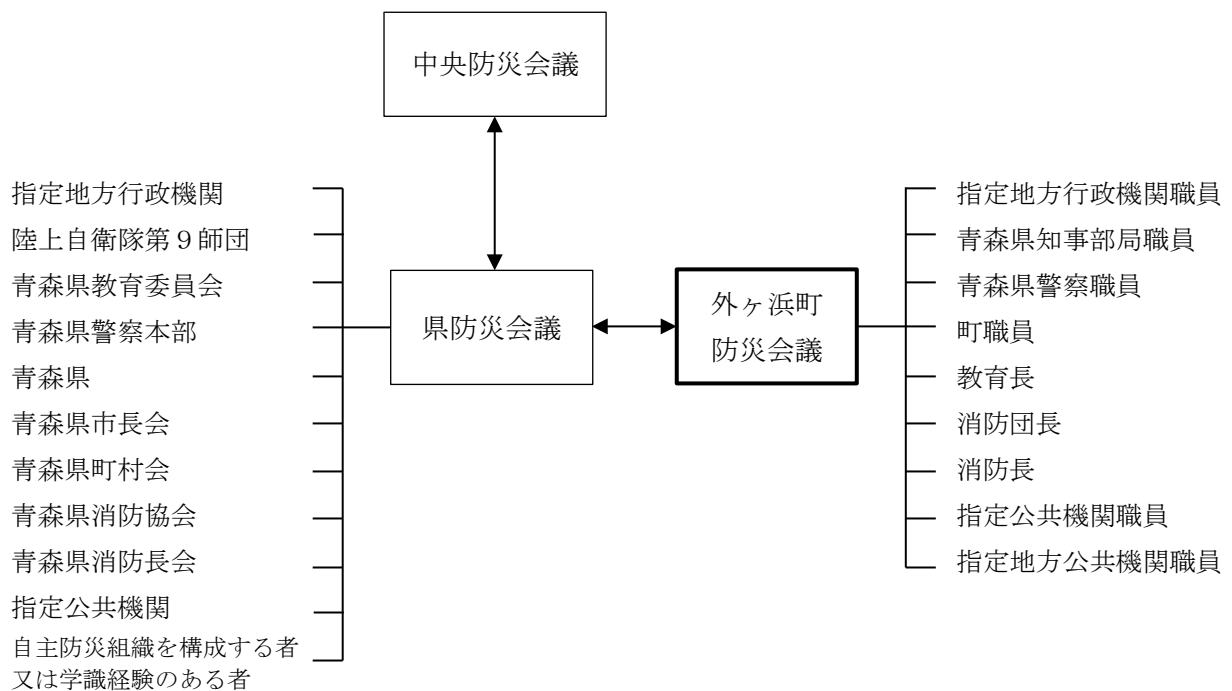 中央防災会議
指定地方行政機関
陸上自衛隊第９師団
青森県教育委員会
青森県警察本部
青森県
青森県市長会
青森県町村会
青森県消防協会
青森県消防長会
指定公共機関
自主防災組織を構成する者
又は学識経験のある者
県防災会議
外ヶ浜町
防災会議
指定地方行政機関職員
青森県知事部局職員
青森県警察職員
町職員
教育長
消防団長
消防長
指定公共機関職員
指定地方公共機関職員